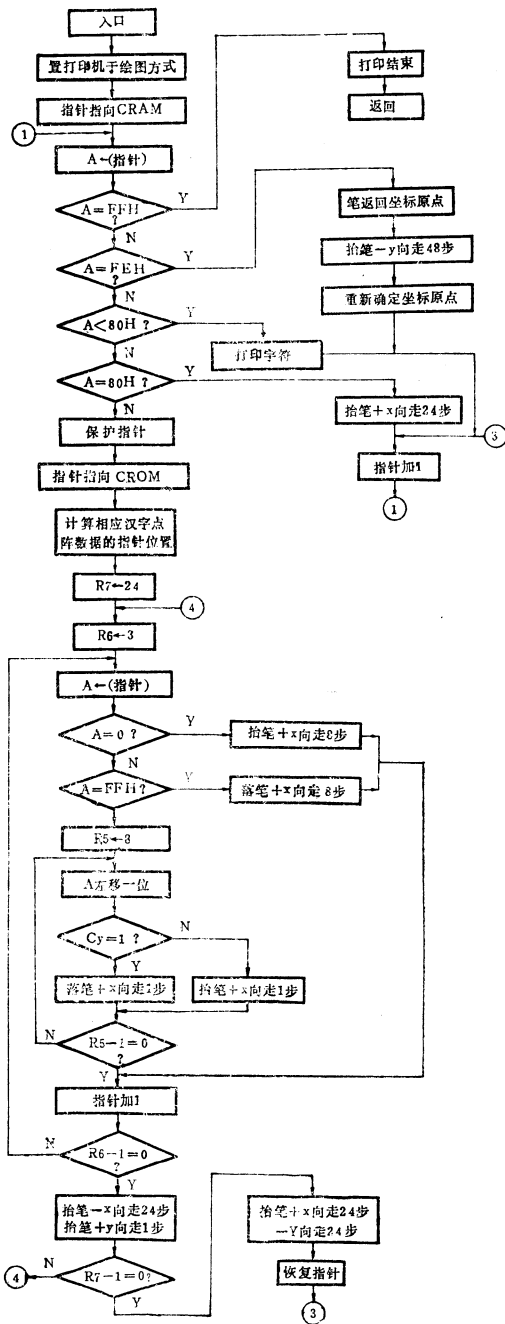 入口
置打印机于绘图方式
打印结束
返回
指针指向CRAM
1
A←(指针)
A=FFH
?
Y
N
笔返回坐标原点
A=FEH
?
Y
N
抬笔-y向走48步
重新确定坐标原点
A<80H ?
Y
N
打印字符
A=80H ?
Y
N
抬笔+x向走24步
3
保护指针
指针加1
1
指针指向CROM
计算相应汉字点
阵数据的指针位置
R7←24
4
R6←3
A←(指针)
A=0 ?
Y
N
抬笔+x向走8步
A=FFH?
Y
落笔+x向走8步
A左移一位
Cy=1 ?
N
Y
抬笔+x向走1步
N
R5-1=0
?
Y
指针加1
N
R6-1=0
?
Y
抬笔-x向走24步
抬笔+y向走1步
抬笔+x向走24步
-Y向走24步
4
N
R7-1=0?
Y
恢复指针
3